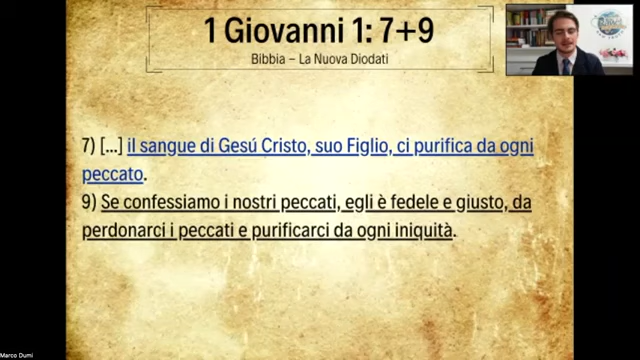 1 Giovanni 1: 7+9
Bibbia – La Nuova Diodati
7) [...] il sangue di Gesú Cristo, suo Figlio, ci purifica da ogni
peccato.
9) Se confessiamo i nostri peccati, egli è fedele e giusto, da
perdonarci i peccati e purificarci da ogni iniquità.
Marco Dumi